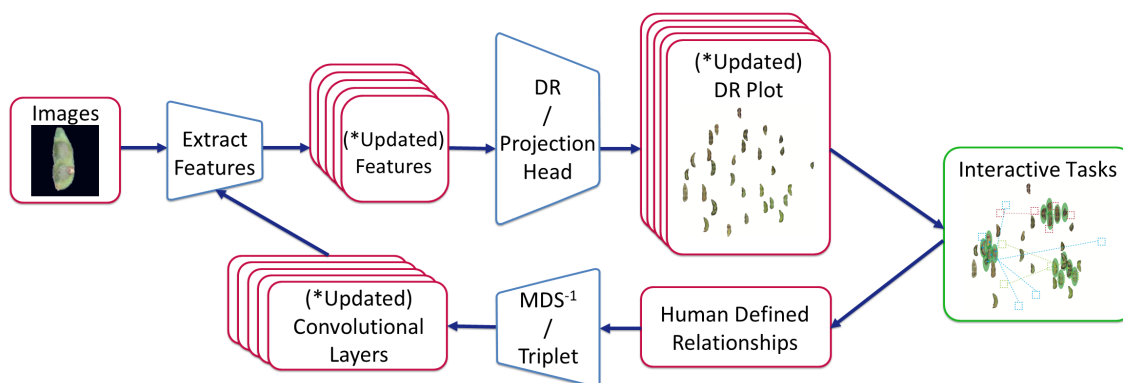 Images
Extract
Features
(*Updated)
Features
DR
/
Projection
Head
(*Updated)
DR Plot
Interactive Tasks
Human Defined
Relationships
MDS⁻¹
/
Triplet
(*Updated)
Convolutional
Layers